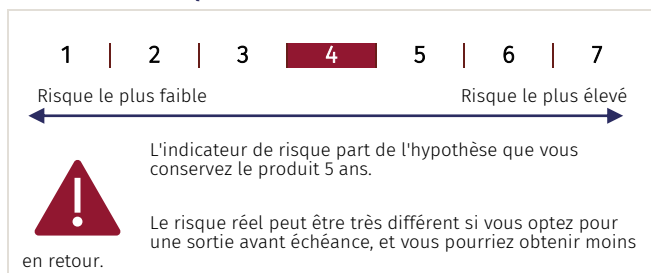 1 | 2 | 3 | 4 | 5 | 6 | 7
Risque le plus faible Risque le plus élevé
L'indicateur de risque part de l'hypothèse que vous
conservez le produit 5 ans.
Le risque réel peut être très différent si vous optez pour
une sortie avant échéance, et vous pourriez obtenir moins
en retour.